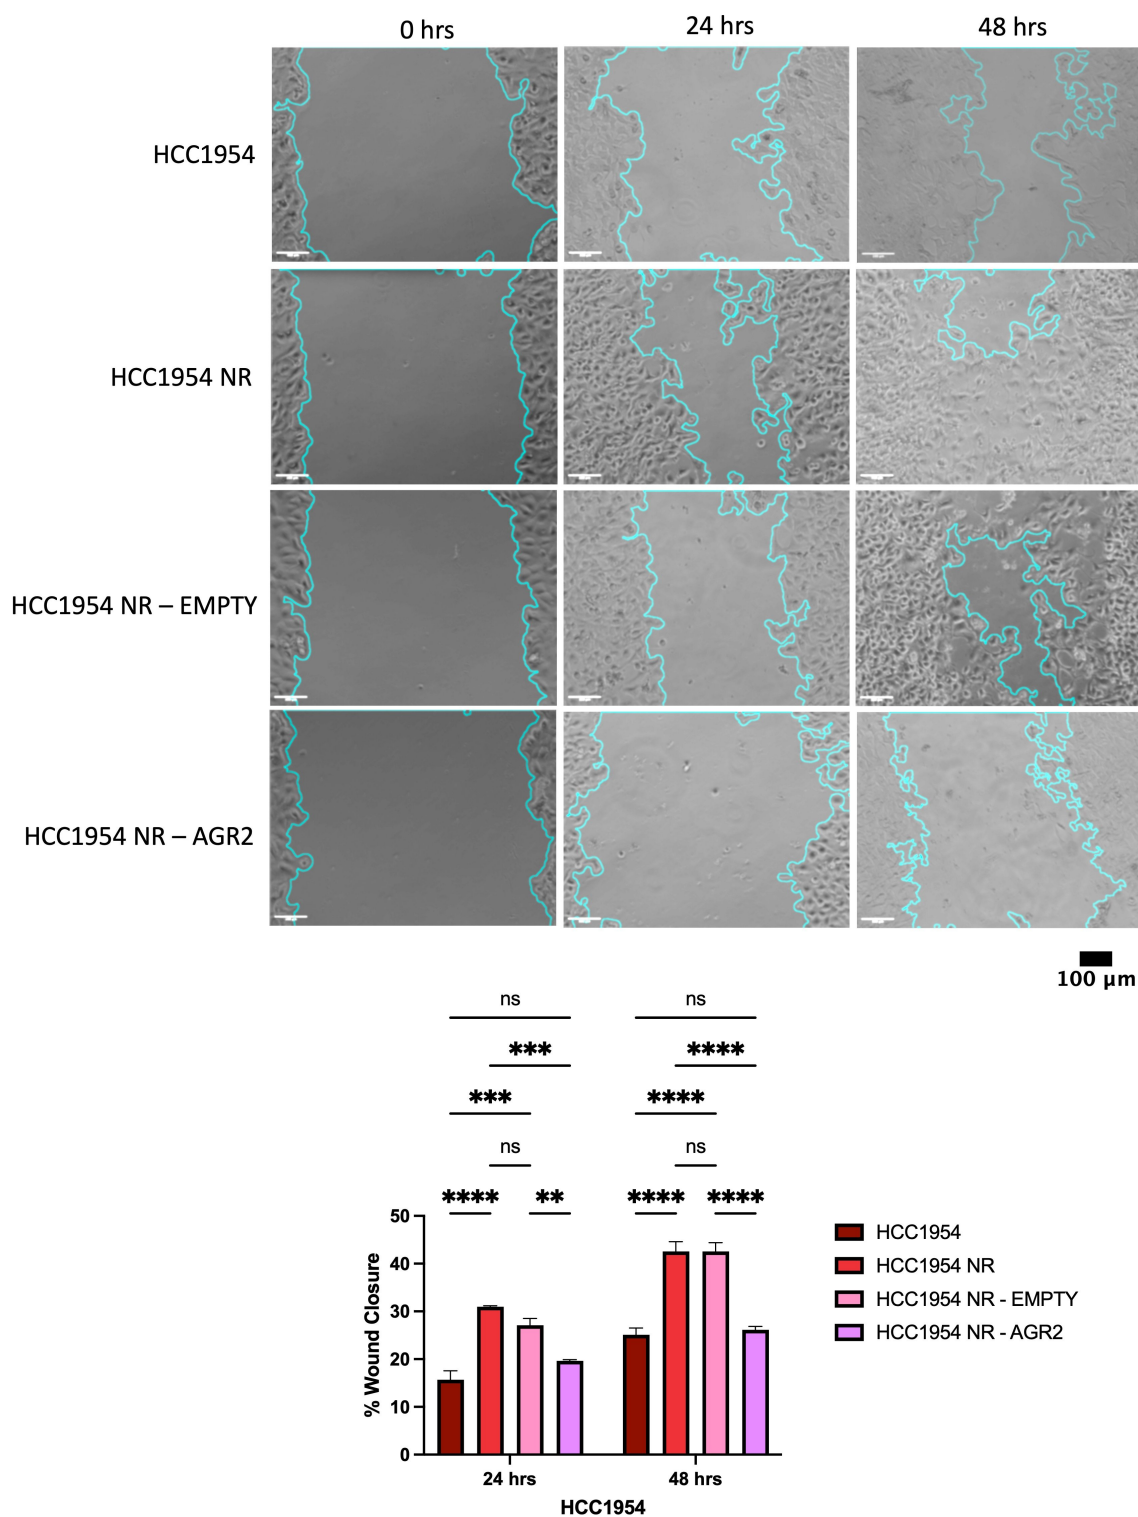 0 hrs
24 hrs
48 hrs
HCC1954
HCC1954 NR
HCC1954 NR – EMPTY
HCC1954 NR – AGR2
100 µm
ns
ns
***
****
***
****
ns
ns
****
**
****
****
50
40
30
20
10
0
% Wound Closure
24 hrs
48 hrs
HCC1954
HCC1954
HCC1954 NR
HCC1954 NR - EMPTY
HCC1954 NR - AGR2